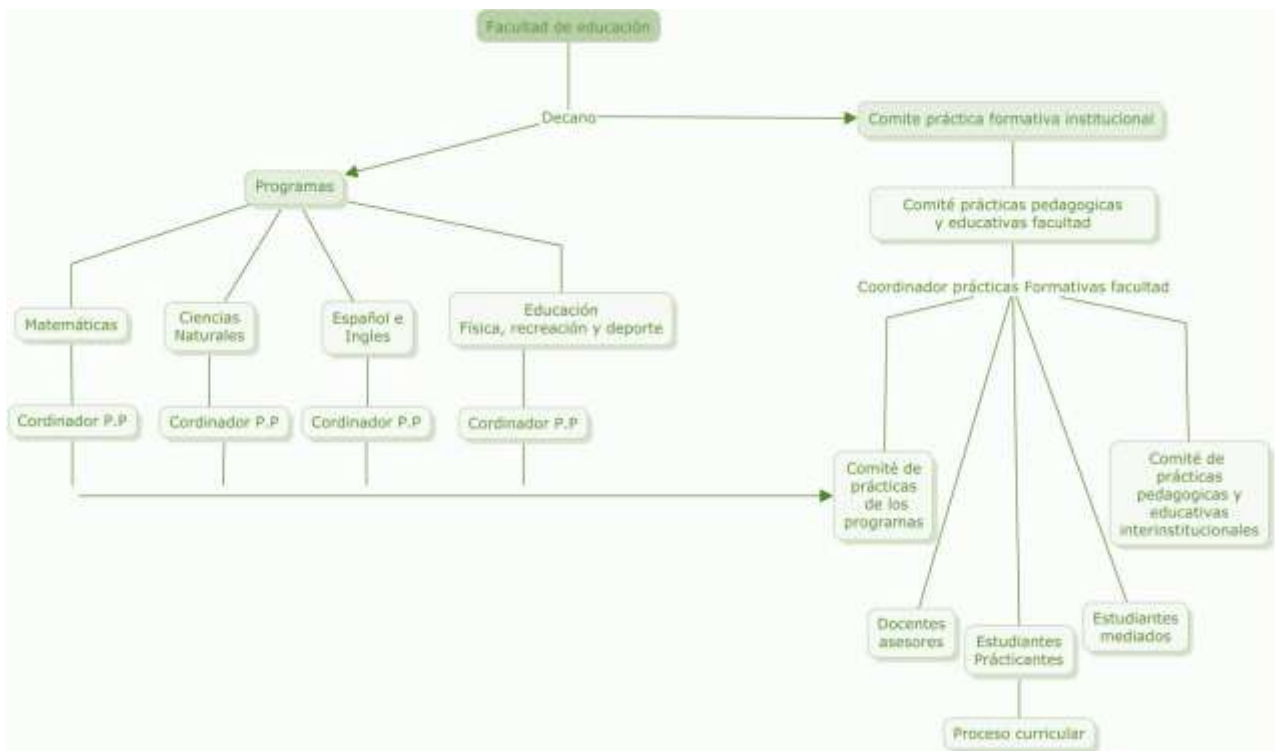 Facultad de educación
Decano
Comite práctica formativa institucional
Programas
Comité prácticas pedagogicas
y educativas facultad
Coordinador prácticas Formativas facultad
Matemáticas
Ciencias
Naturales
Español e
Ingles
Educación
Física, recreación y deporte
Cordinador P.P
Cordinador P.P
Cordinador P.P
Cordinador P.P
Comité de
prácticas
de los
programas
Comité de
prácticas
pedagogicas y
educativas
interinstitucionales
Docentes
asesores
Estudiantes
Prácticantes
Estudiantes
mediados
Proceso curricular